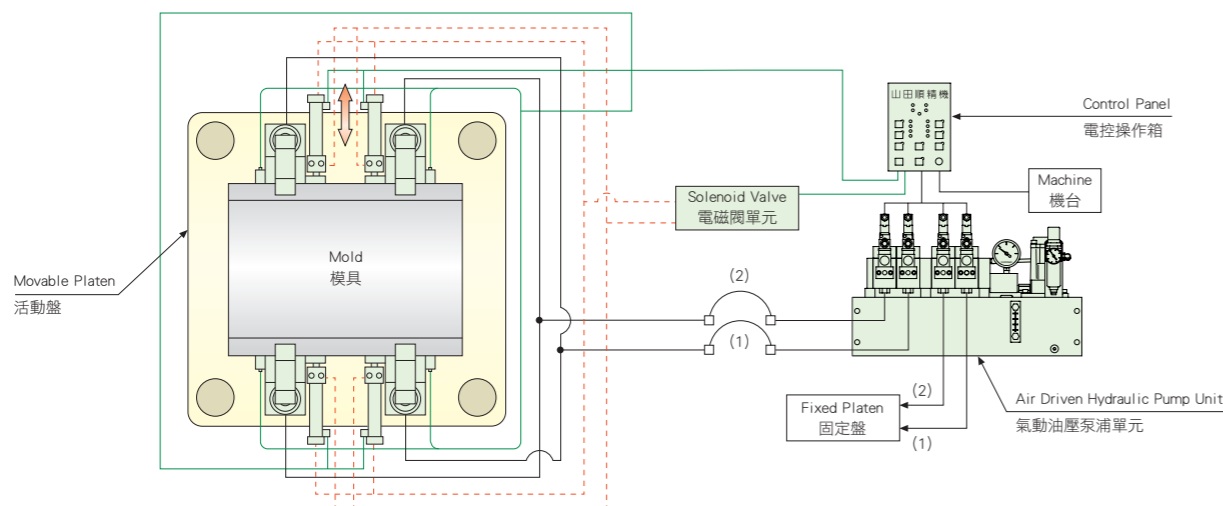 山田順精機
Control Panel
電控操作箱
Machine
機台
Solenoid Valve
電磁閥單元
Mold
模具
Movable Platen
活動盤
(2)
(1)
Fixed Platen
固定盤
(2)
(1)
Air Driven Hydraulic Pump Unit
氣動油壓泵浦單元